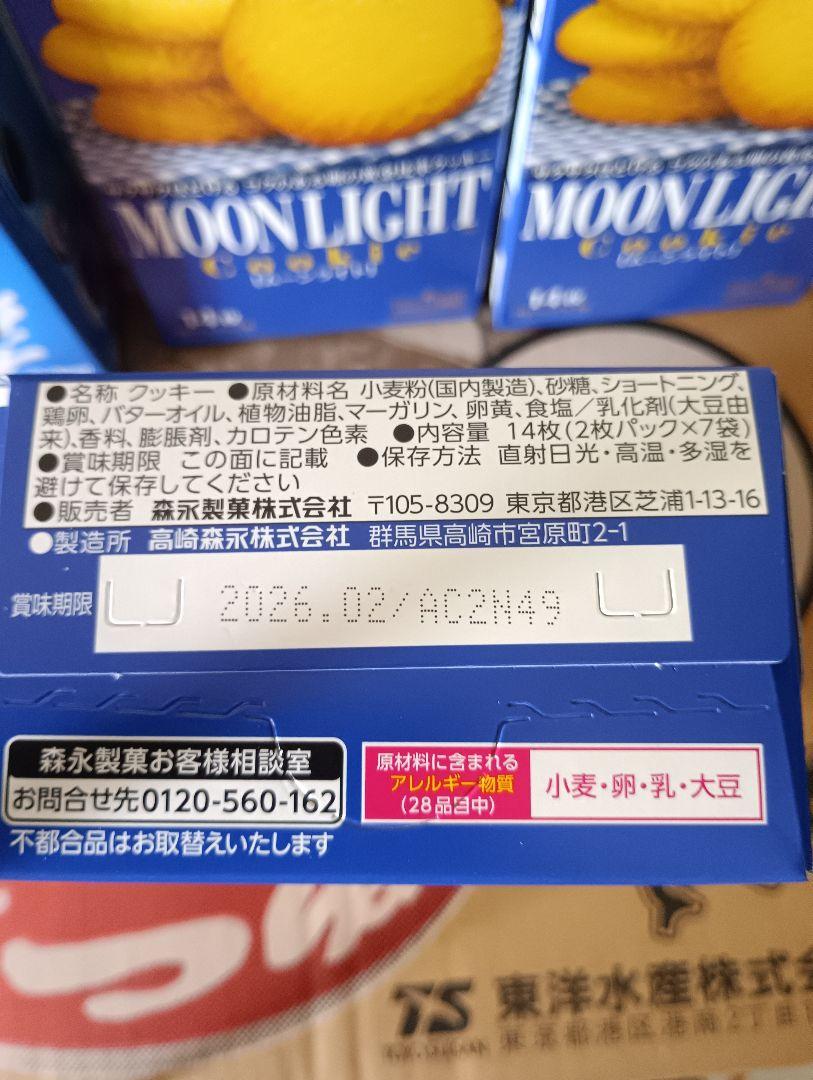 MOONLIGHT
Cookie
MOONLIGH
Cookie
●名称 クッキー ●原材料名 小麦粉(国内製造)、砂糖、ショートニング、
鶏卵、バターオイル、植物油脂、マーガリン、卵黄、食塩／乳化剤(大豆由
来)、香料、膨脹剤、カロテン色素 ●内容量 14枚(2枚パック×7袋)
●賞味期限 この面に記載 ●保存方法 直射日光・高温・多湿を
避けて保存してください
●販売者 森永製菓株式会社 〒105-8309 東京都港区芝浦1-13-16
●製造所 高崎森永株式会社 群馬県高崎市宮原町2-1
賞味期限 2026.02/AC2N49
森永製菓お客様相談室
お問合せ先0120-560-162
不都合品はお取替えいたします
原材料に含まれる
アレルギー物質
(28品目中)
小麦・卵・乳・大豆
TS 東洋水産株式会